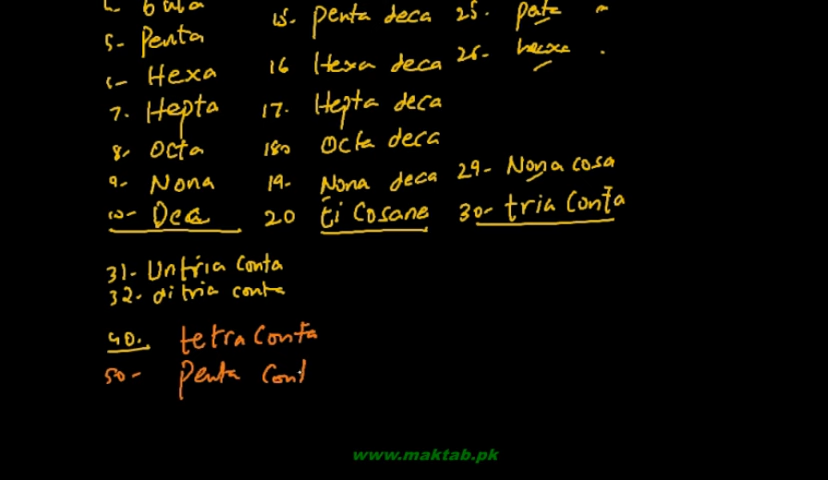 5- Penta 15- penta deca 25- penta
6- Hexa 16 Hexa deca 26- hexa
7. Hepta 17. Hepta deca
8- Octa 18- Octa deca
9- Nona 19- Nona deca 29- Nona cosa
10- Deca 20 Ei Cosane 30- tria Conta
31- Untria Conta
32- di tria conta
40. tetra Conta
50- Penta Cont
www.maktab.pk